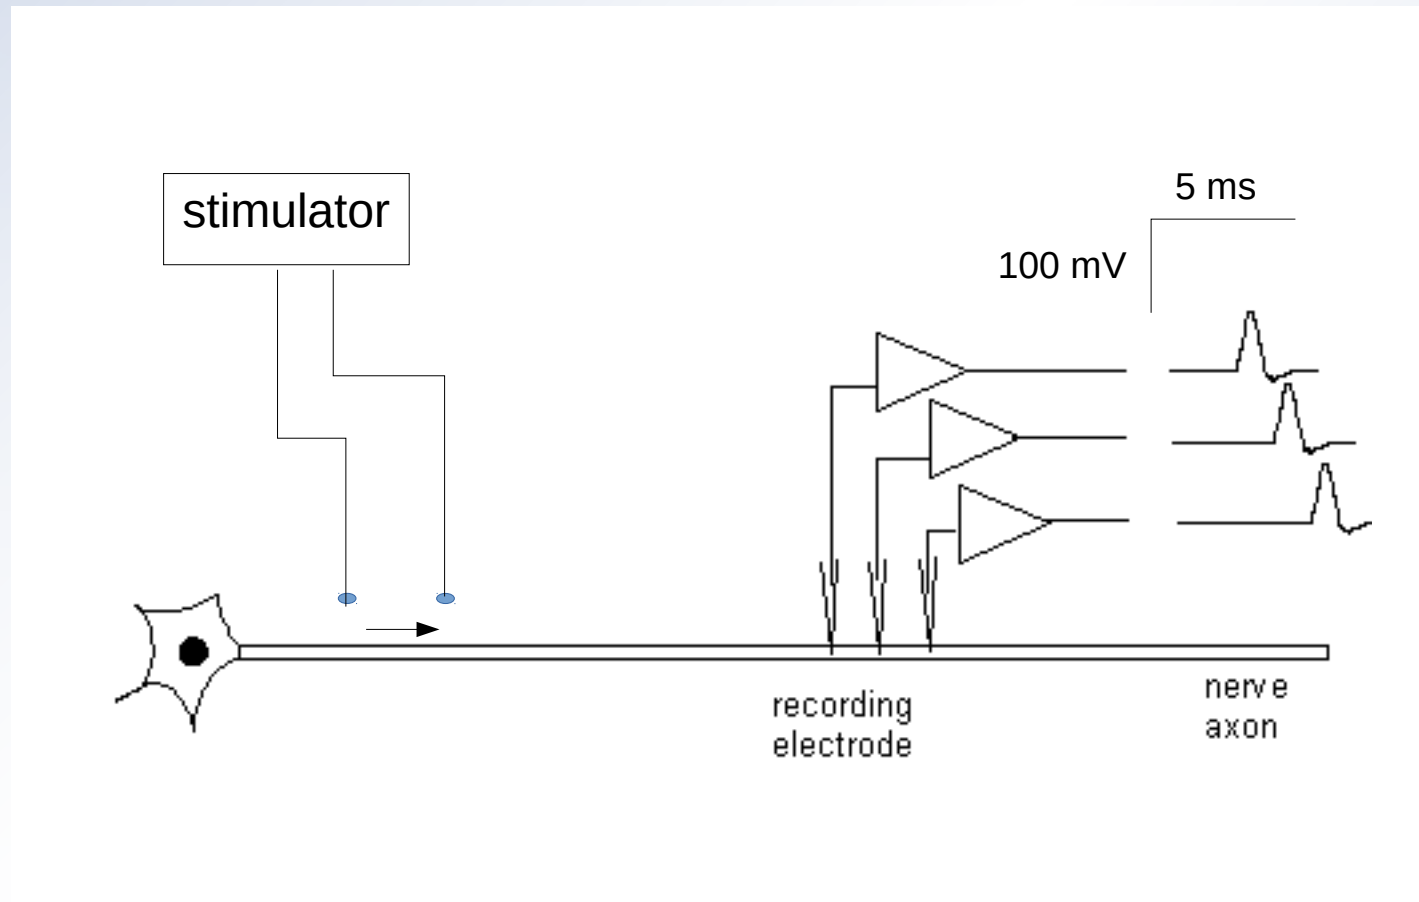 stimulator
5 ms
100 mV
recording
electrode
nerve
axon